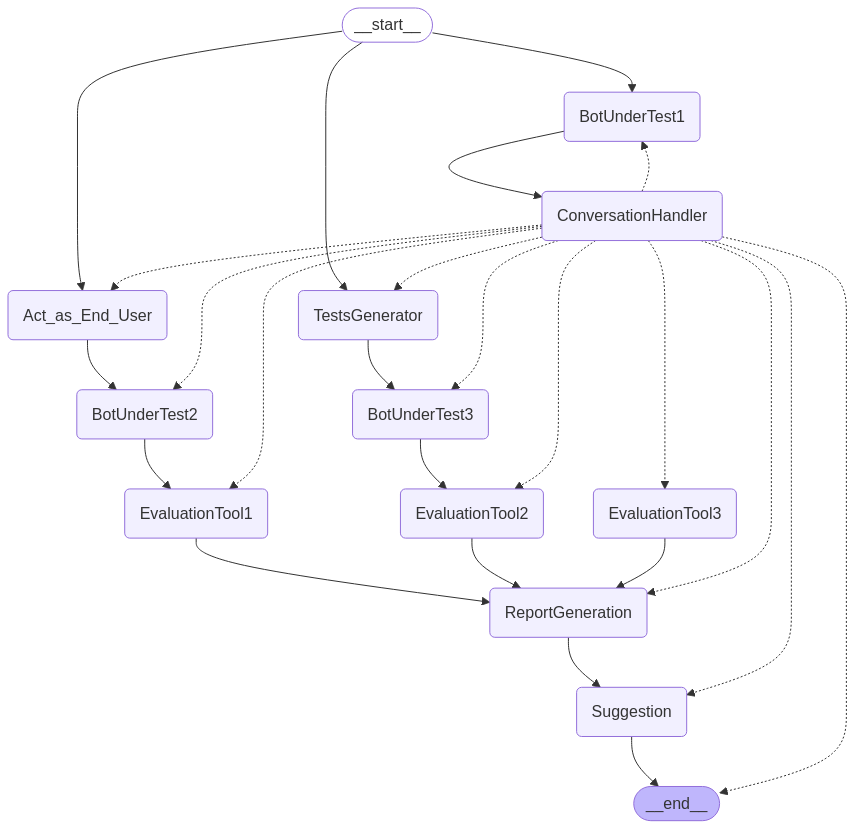 __start__
BotUnderTest1
ConversationHandler
Act_as_End_User
TestsGenerator
BotUnderTest2
BotUnderTest3
EvaluationTool1
EvaluationTool2
EvaluationTool3
ReportGeneration
Suggestion
__end__